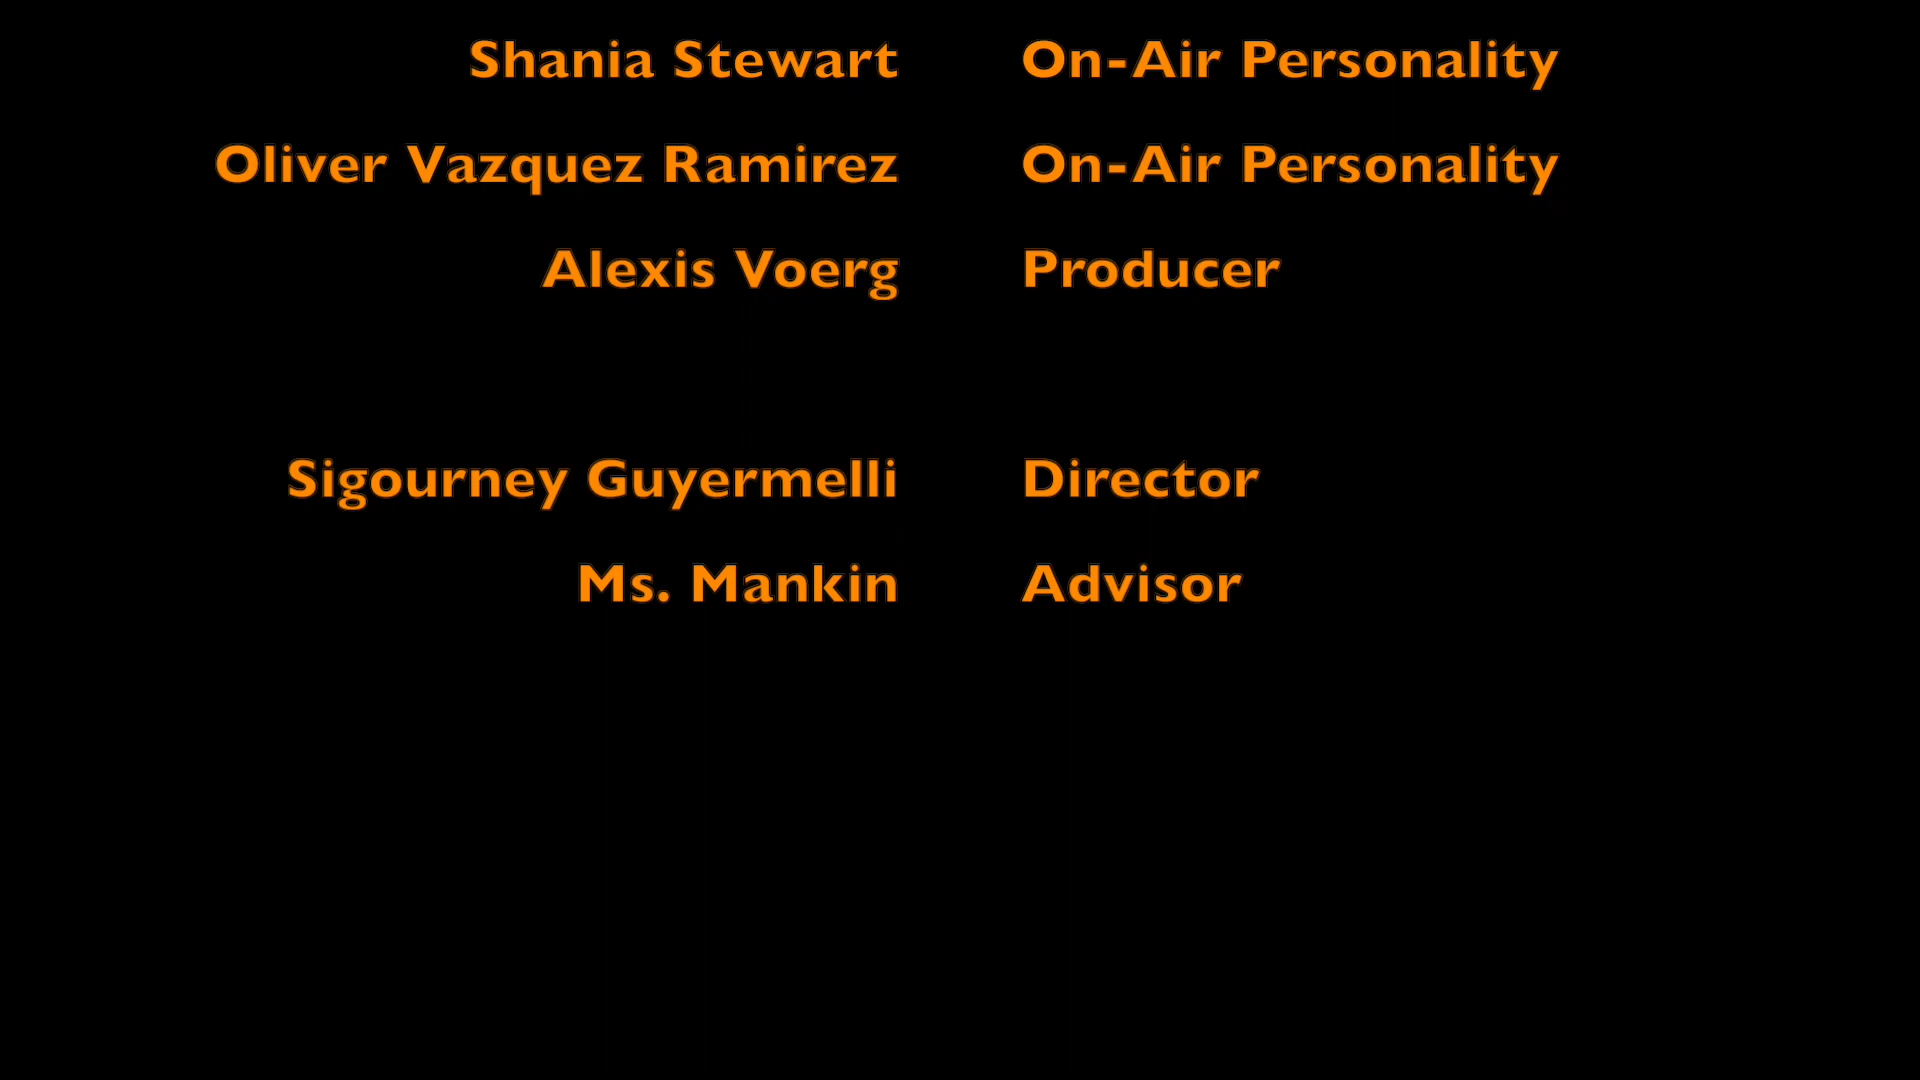 Shania Stewart On-Air Personality
Oliver Vazquez Ramirez On-Air Personality
Alexis Voerg Producer
Sigourney Guyermelli Director
Ms. Mankin Advisor